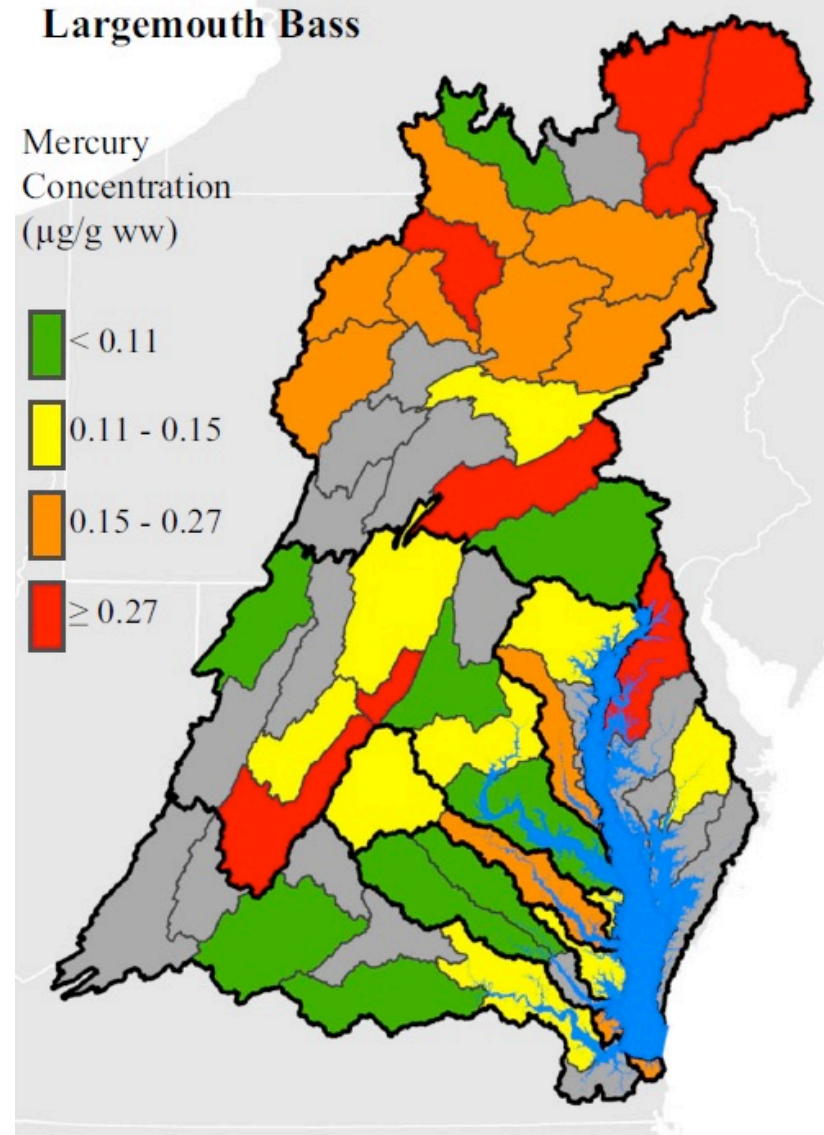 Largemouth Bass
Mercury
Concentration
(µg/g ww)
< 0.11
0.11 - 0.15
0.15 - 0.27
≥ 0.27